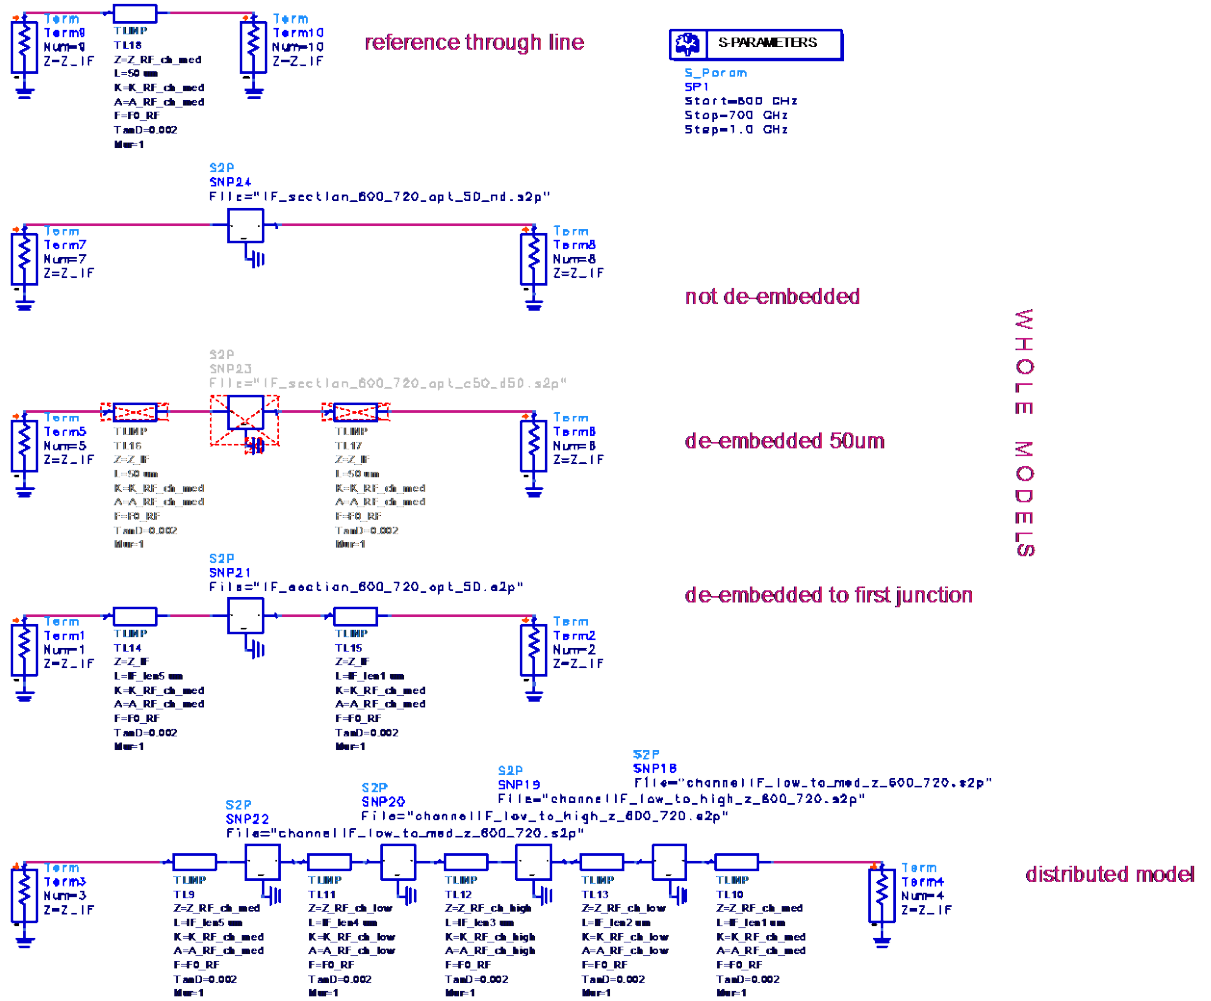 Term
Term9
Num=9
Z=Z_IF
TLINP
TL18
Z=Z_RF_ch_med
L=50 um
K=K_RF_ch_med
A=A_RF_ch_med
F=F0_RF
TanD=0.002
Mur=1
Term
Term10
Num=10
Z=Z_IF
reference through line
S-PARAMETERS
S_Param
SP1
Start=600 GHz
Stop=700 GHz
Step=1.0 GHz
S2P
SNP24
File="IF_section_600_720_opt_5D_nd.s2p"
Term
Term7
Num=7
Z=Z_IF
Term
Term8
Num=8
Z=Z_IF
not de-embedded
WHOLE MODELS
S2P
SNP23
File="IF_section_600_720_opt_c50_d50.s2p"
Term
Term5
Num=5
Z=Z_IF
TLINP
TL16
Z=Z_IF
L=50 um
K=K_RF_ch_med
A=A_RF_ch_med
F=F0_RF
TanD=0.002
Mur=1
TLINP
TL17
Z=Z_IF
L=50 um
K=K_RF_ch_med
A=A_RF_ch_med
F=F0_RF
TanD=0.002
Mur=1
Term
Term6
Num=6
Z=Z_IF
de-embedded 50um
S2P
SNP21
File="IF_section_600_720_opt_5D.s2p"
Term
Term1
Num=1
Z=Z_IF
TLINP
TL14
Z=Z_IF
L=IF_len5 um
K=K_RF_ch_med
A=A_RF_ch_med
F=F0_RF
TanD=0.002
Mur=1
TLINP
TL15
Z=Z_IF
L=IF_len1 um
K=K_RF_ch_med
A=A_RF_ch_med
F=F0_RF
TanD=0.002
Mur=1
Term
Term2
Num=2
Z=Z_IF
de-embedded to first junction
S2P
SNP18
File="channelIF_low_to_med_z_600_720.s2p"
S2P
SNP19
File="channelIF_low_to_high_z_600_720.s2p"
S2P
SNP20
File="channelIF_low_to_high_z_600_720.s2p"
S2P
SNP22
File="channelIF_low_to_med_z_600_720.s2p"
Term
Term3
Num=3
Z=Z_IF
TLINP
TL9
Z=Z_RF_ch_med
L=IF_len5 um
K=K_RF_ch_med
A=A_RF_ch_med
F=F0_RF
TanD=0.002
Mur=1
TLINP
TL11
Z=Z_RF_ch_low
L=IF_len4 um
K=K_RF_ch_low
A=A_RF_ch_low
F=F0_RF
TanD=0.002
Mur=1
TLINP
TL12
Z=Z_RF_ch_high
L=IF_len3 um
K=K_RF_ch_high
A=A_RF_ch_high
F=F0_RF
TanD=0.002
Mur=1
TLINP
TL13
Z=Z_RF_ch_low
L=IF_len2 um
K=K_RF_ch_low
A=A_RF_ch_low
F=F0_RF
TanD=0.002
Mur=1
TLINP
TL10
Z=Z_RF_ch_med
L=IF_len1 um
K=K_RF_ch_med
A=A_RF_ch_med
F=F0_RF
TanD=0.002
Mur=1
Term
Term4
Num=4
Z=Z_IF
distributed model